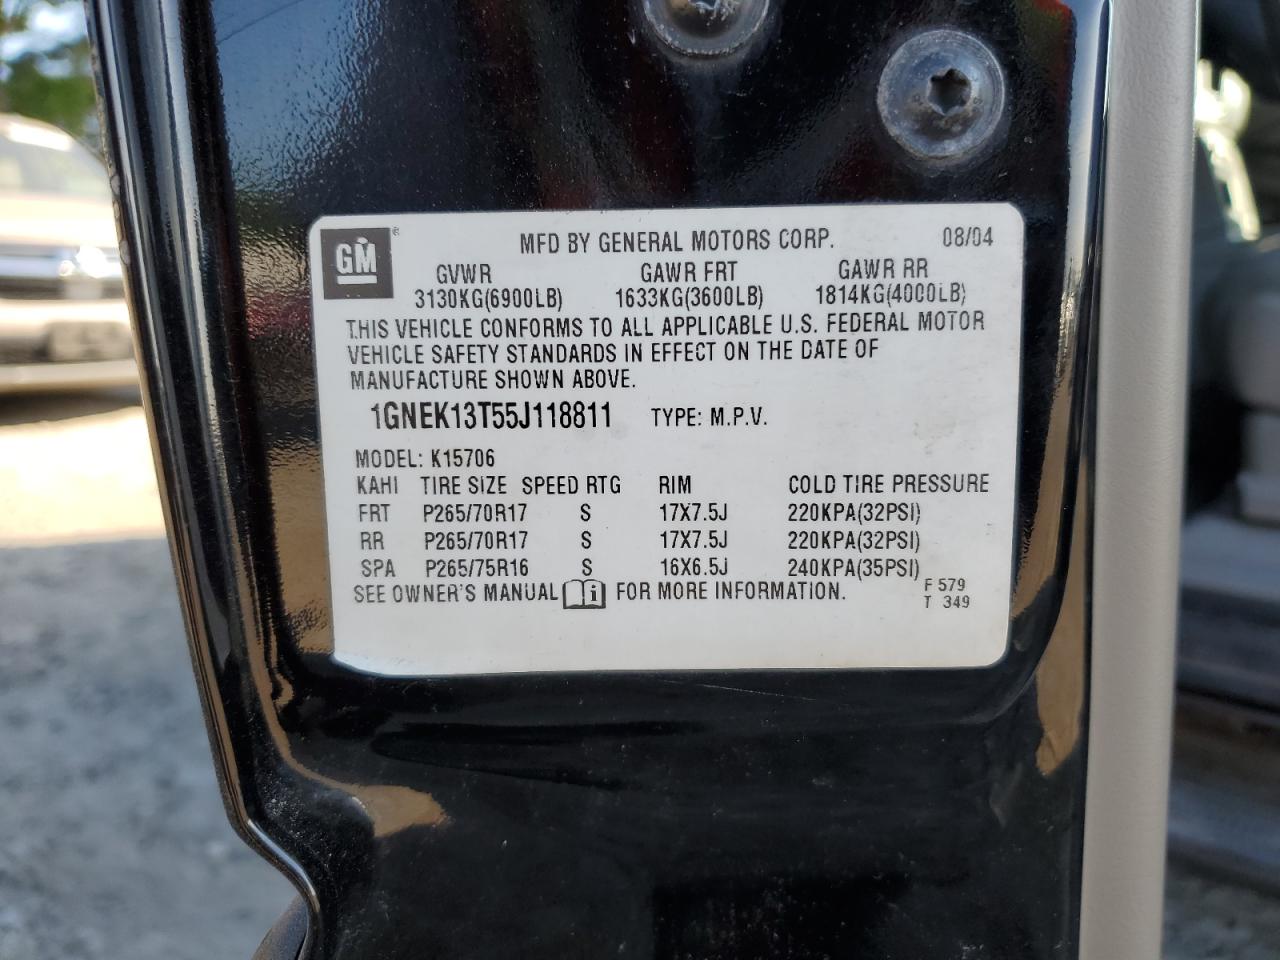 GM ® MFD BY GENERAL MOTORS CORP. 08/04
GVWR GAWR FRT GAWR RR
3130KG(6900LB) 1633KG(3600LB) 1814KG(4000LB)
THIS VEHICLE CONFORMS TO ALL APPLICABLE U.S. FEDERAL MOTOR
VEHICLE SAFETY STANDARDS IN EFFECT ON THE DATE OF
MANUFACTURE SHOWN ABOVE.
1GNEK13T55J118811 TYPE: M.P.V.
MODEL: K15706
KAHI TIRE SIZE SPEED RTG RIM COLD TIRE PRESSURE
FRT P265/70R17 S 17X7.5J 220KPA(32PSI)
RR P265/70R17 S 17X7.5J 220KPA(32PSI)
SPA P265/75R16 S 16X6.5J 240KPA(35PSI)
SEE OWNER'S MANUAL i FOR MORE INFORMATION. F 579
T 349